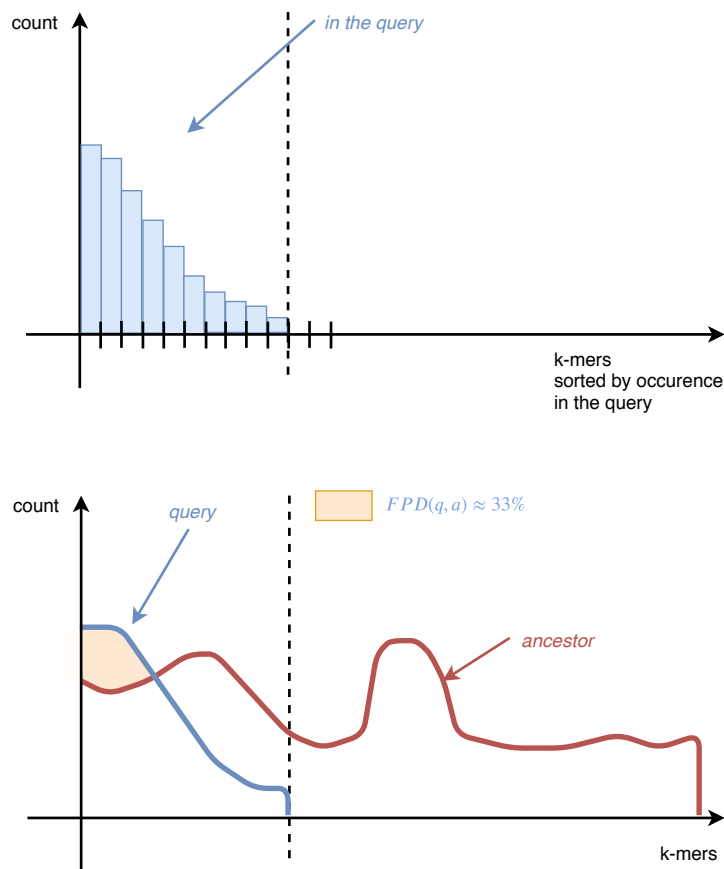 count
in the query
k-mers
sorted by occurence
in the query
count
query
FPD(q, a) ≈ 33%
ancestor
k-mers